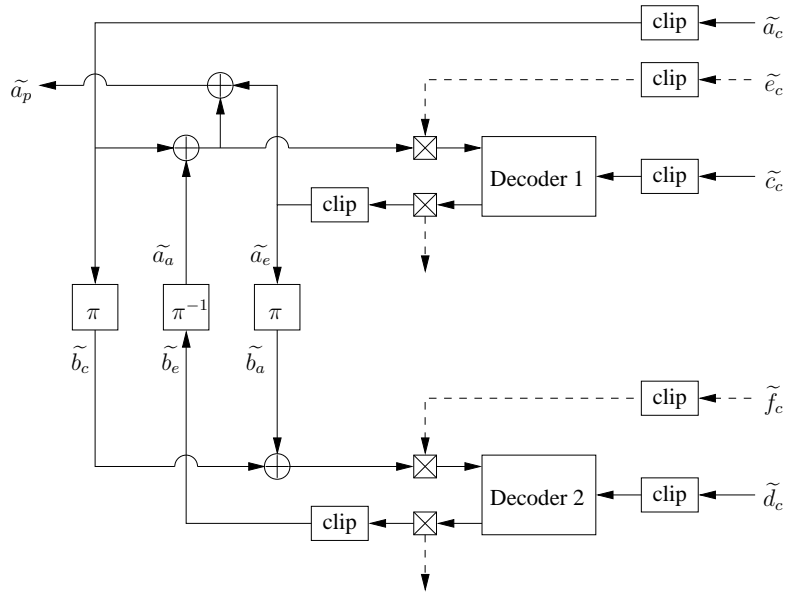 clip ã_c
ã_p clip ẽ_c
Decoder 1 clip c̃_c
clip
ã_a ã_e
π π⁻¹ π
b̃_c b̃_e b̃_a
clip f̃_c
Decoder 2 clip d̃_c
clip